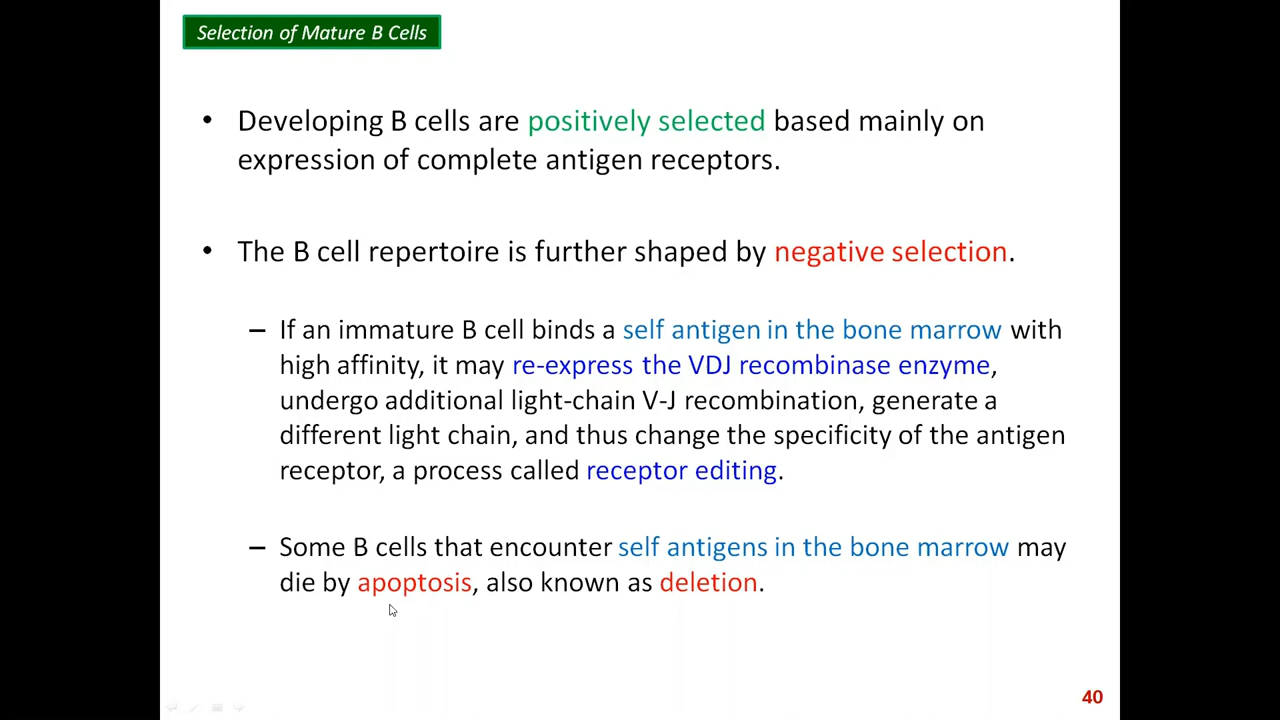 Selection of Mature B Cells
• Developing B cells are positively selected based mainly on
expression of complete antigen receptors.
• The B cell repertoire is further shaped by negative selection.
– If an immature B cell binds a self antigen in the bone marrow with
high affinity, it may re-express the VDJ recombinase enzyme,
undergo additional light-chain V-J recombination, generate a
different light chain, and thus change the specificity of the antigen
receptor, a process called receptor editing.
– Some B cells that encounter self antigens in the bone marrow may
die by apoptosis, also known as deletion.
40